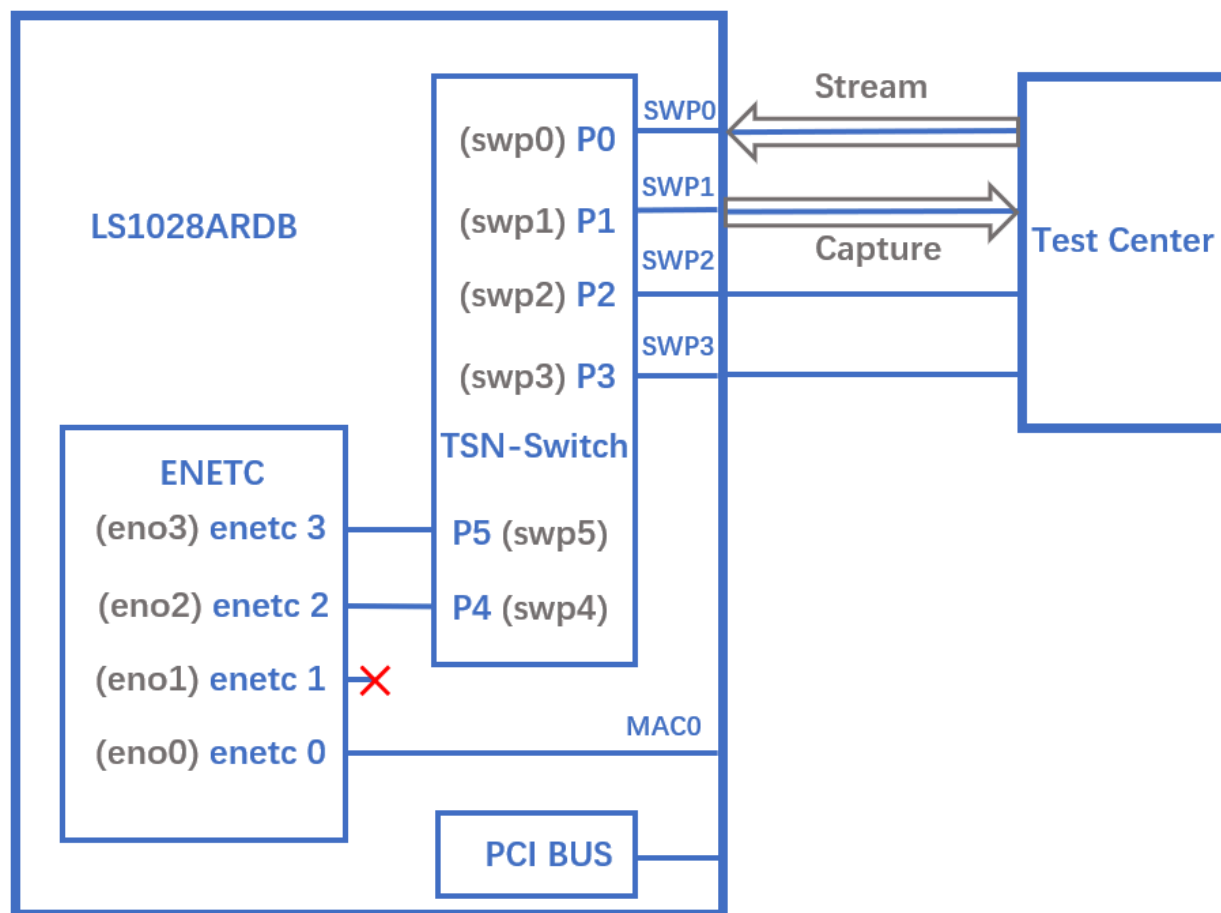 Stream
SWP0
(swp0) P0
SWP1
LS1028ARDB
(swp1) P1
Capture
Test Center
SWP2
(swp2) P2
SWP3
(swp3) P3
TSN-Switch
ENETC
(eno3) enetc 3
P5 (swp5)
(eno2) enetc 2
P4 (swp4)
(eno1) enetc 1
MAC0
(eno0) enetc 0
PCI BUS